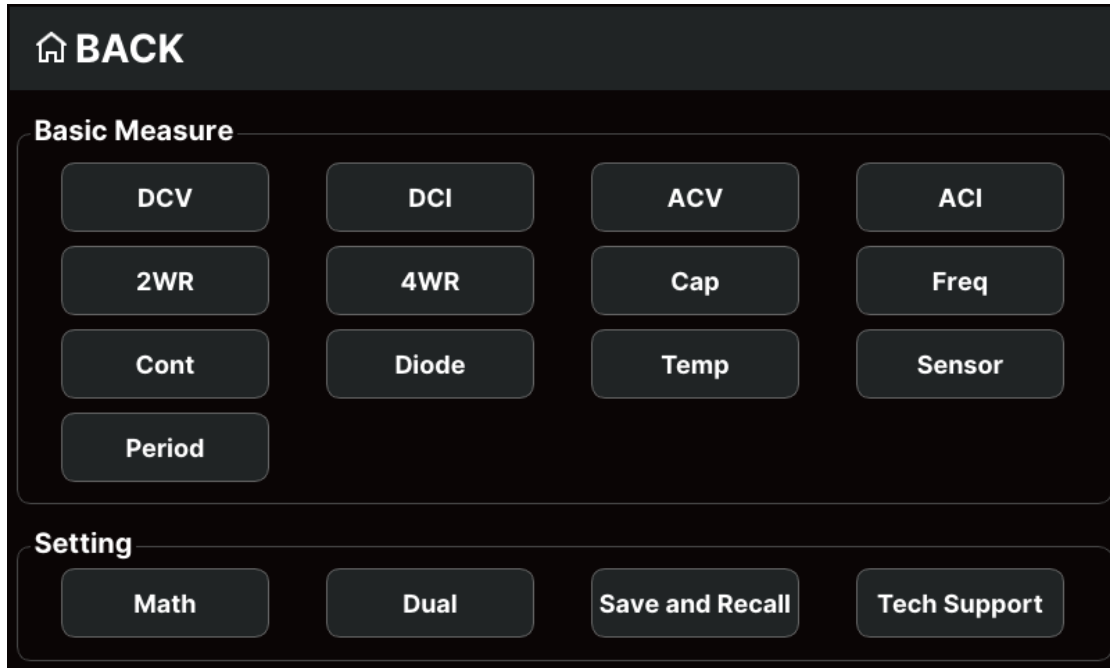 BACK
Basic Measure
DCV DCI ACV ACI
2WR 4WR Cap Freq
Cont Diode Temp Sensor
Period
Setting
Math Dual Save and Recall Tech Support